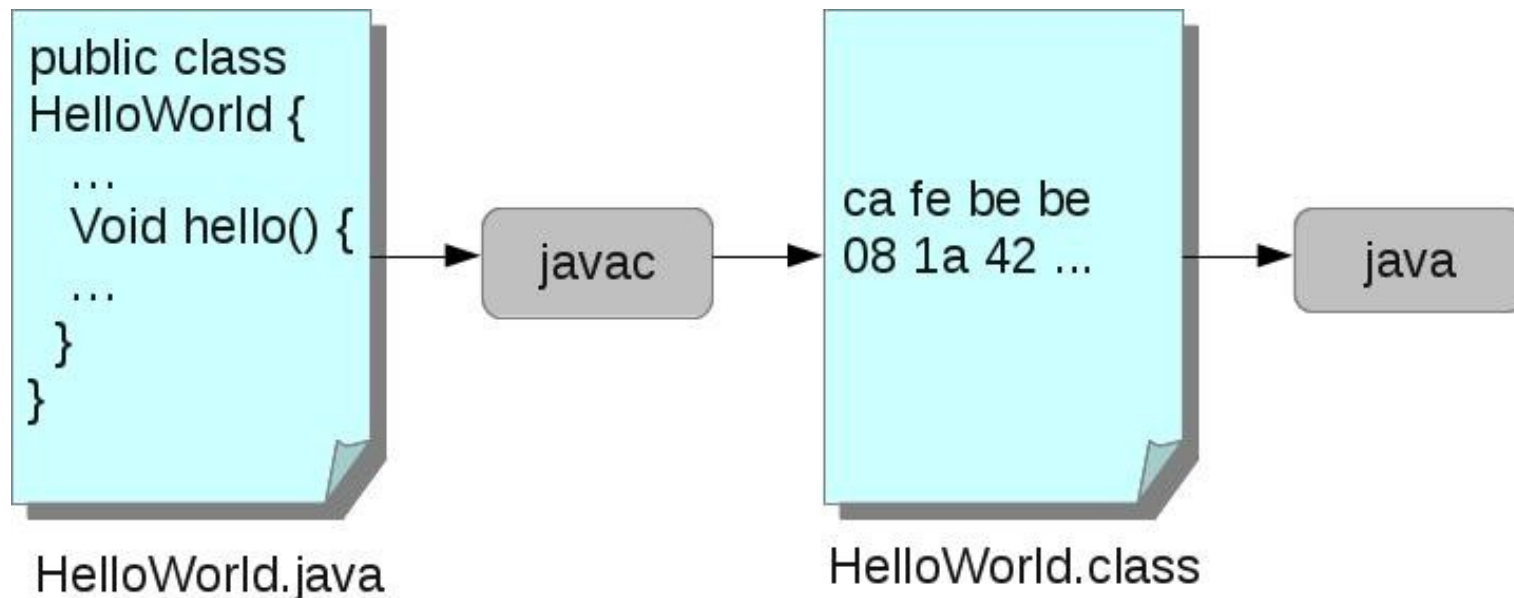 public class
HelloWorld {
...
Void hello() {
...
}
}
HelloWorld.java
javac
ca fe be be
08 1a 42 ...
HelloWorld.class
java